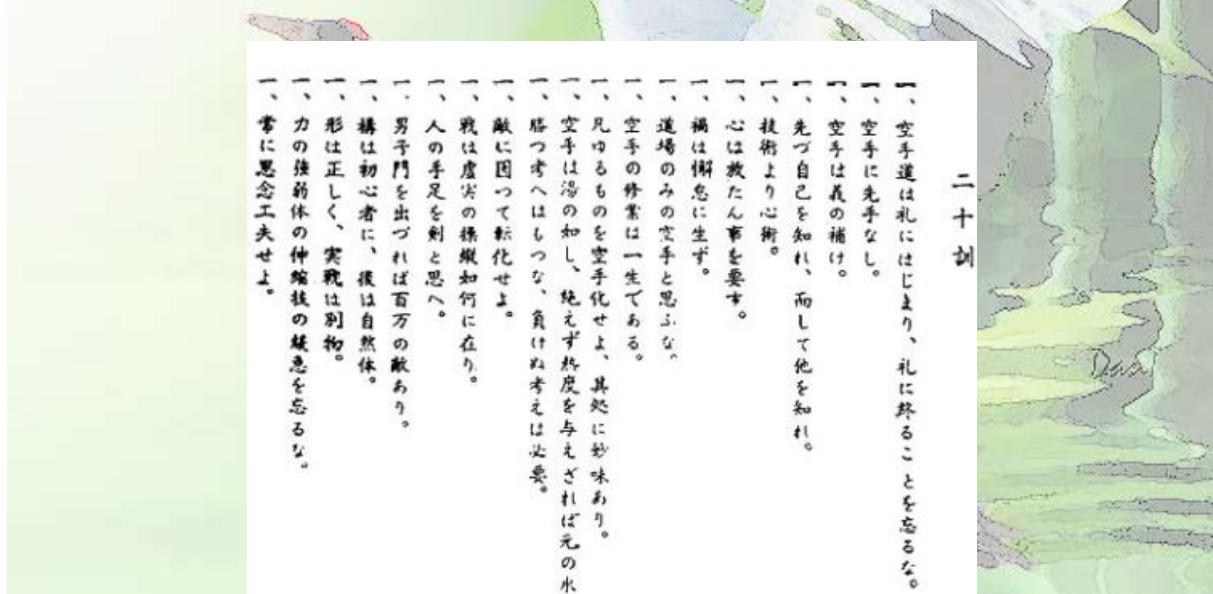 二十訓
一、空手道は礼にはじまり、礼に終ることを忘るな。
一、空手に先手なし。
一、空手は義の補け。
一、先づ自己を知れ、而して他を知れ。
一、技術より心術。
一、心は放たん事を要す。
一、禍は懈怠に生ず。
一、道場のみの空手と思ふな。
一、空手の修業は一生である。
一、凡ゆるものを空手化せよ、其処に妙味あり。
一、空手は湯の如し、絶えず熱度を与えざれば元の水
一、勝つ考へはもつな、負けぬ考えは必要。
一、敵に因つて転化せよ。
一、戦は虚実の操縦如何に在り。
一、人の手足を剣と思へ。
一、男子門を出づれば百万の敵あり。
一、構は初心者に、後は自然体。
一、形は正しく、実戦は別物。
一、力の強弱体の伸縮技の緩急を忘るな。
一、常に思念工夫せよ。